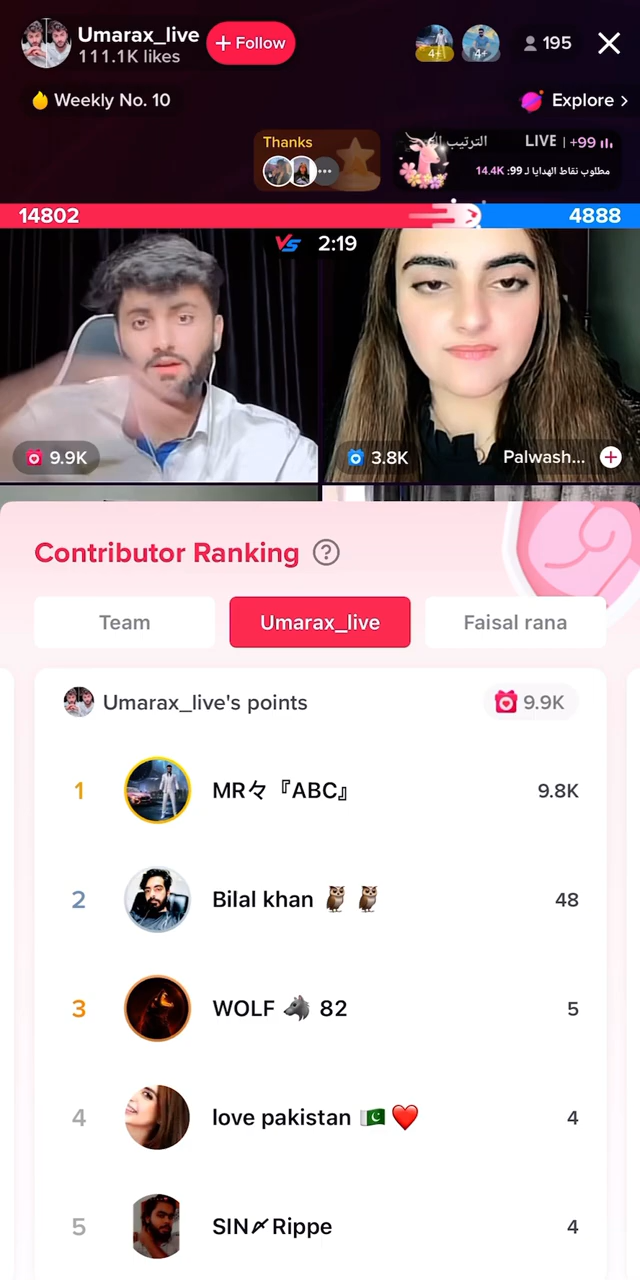 Umarax_live
111.1K likes
+ Follow
4+
4+
195
Weekly No. 10
Explore >
Thanks
الترتيب
LIVE | +99
مطلوب نقاط الهدايا لـ 99: 14.4K
14802
4888
VS 2:19
9.9K
3.8K
Palwash...
Contributor Ranking ?
Team
Umarax_live
Faisal rana
Umarax_live's points
9.9K
1 MR々『ABC』 9.8K
2 Bilal khan 🦉 🦉 48
3 WOLF 🐺 82 5
4 love pakistan 🇵🇰 ❤️ 4
5 SIN〆Rippe 4